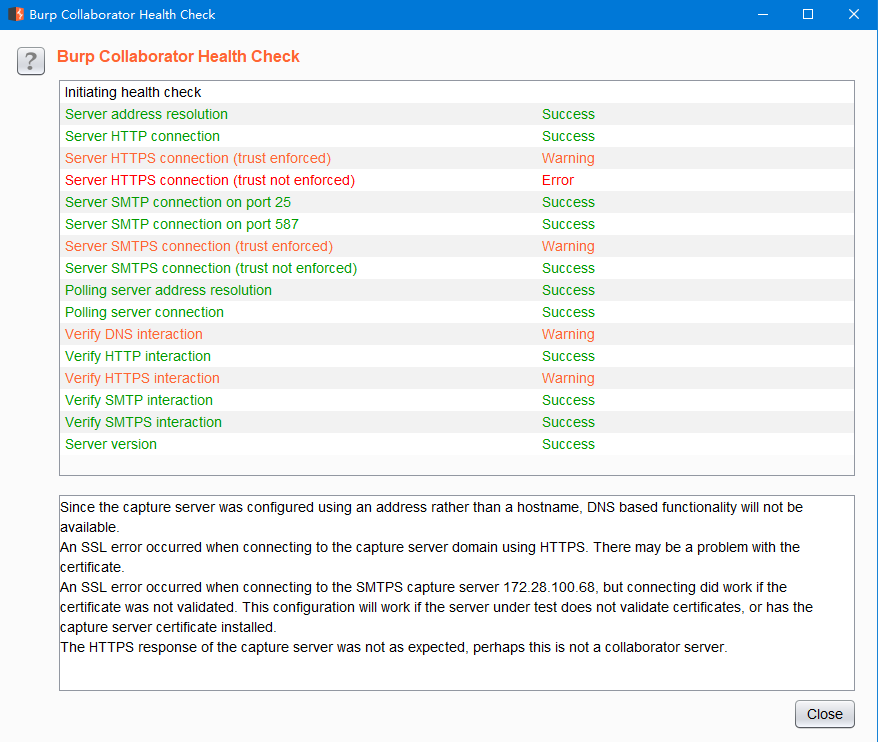 Burp Collaborator Health Check
?
Burp Collaborator Health Check
Initiating health check
Server address resolution Success
Server HTTP connection Success
Server HTTPS connection (trust enforced) Warning
Server HTTPS connection (trust not enforced) Error
Server SMTP connection on port 25 Success
Server SMTP connection on port 587 Success
Server SMTPS connection (trust enforced) Warning
Server SMTPS connection (trust not enforced) Success
Polling server address resolution Success
Polling server connection Success
Verify DNS interaction Warning
Verify HTTP interaction Success
Verify HTTPS interaction Warning
Verify SMTP interaction Success
Verify SMTPS interaction Success
Server version Success
Since the capture server was configured using an address rather than a hostname, DNS based functionality will not be
available.
An SSL error occurred when connecting to the capture server domain using HTTPS. There may be a problem with the
certificate.
An SSL error occurred when connecting to the SMTPS capture server 172.28.100.68, but connecting did work if the
certificate was not validated. This configuration will work if the server under test does not validate certificates, or has the
capture server certificate installed.
The HTTPS response of the capture server was not as expected, perhaps this is not a collaborator server.
Close